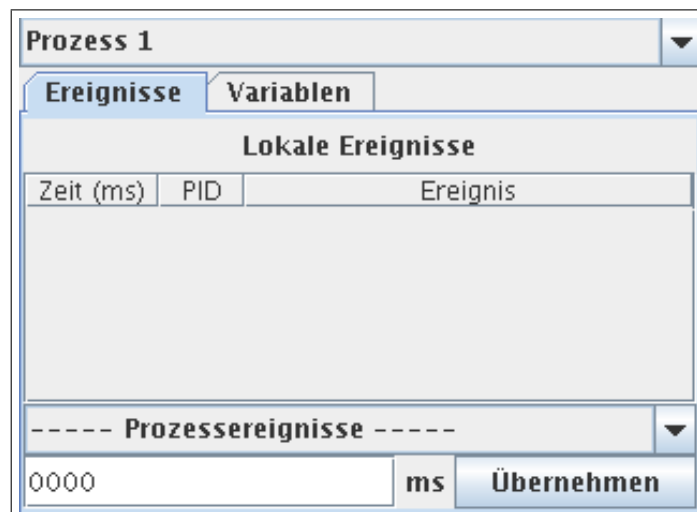 Prozess 1
Ereignisse Variablen
Lokale Ereignisse
Zeit (ms) PID Ereignis
----- Prozessereignisse -----
0000 ms Übernehmen